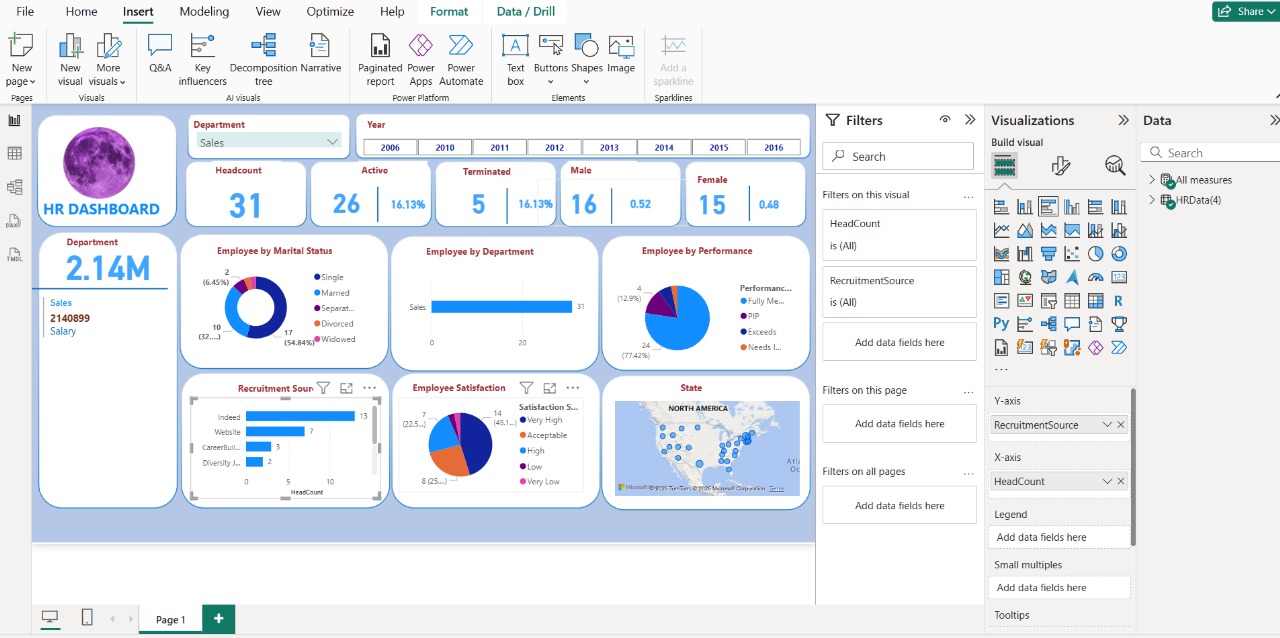 File Home Insert Modeling View Optimize Help Format Data / Drill Share
New page
New visual
More visuals
Q&A
Key influencers
Decomposition tree
Narrative
Paginated report
Power Apps
Power Automate
Text box
Buttons
Shapes
Image
Add a sparkline
Pages Visuals AI visuals Power Platform Elements Sparklines
HR DASHBOARD
Department
Sales
Year
2006 2010 2011 2012 2013 2014 2015 2016
Headcount
31
Active
26 16.13%
Terminated
5 16.13%
Male
16 0.52
Female
15 0.48
Department
2.14M
Sales
2140899
Salary
Employee by Marital Status
2
(6.45%)
10
(32....)
17
(54.84%)
Single
Married
Separat...
Divorced
Widowed
Employee by Department
Sales 31
0 20
Employee by Performance
4
(12.9%)
24
(77.42%)
Performanc...
Fully Me...
PIP
Exceeds
Needs I...
Recruitment Sour
Indeed 13
Website 7
CareerBuil... 3
Diversity J... 2
0 5 10
HeadCount
Employee Satisfaction
7
(22.5...)
14
(45.1...)
8 (25....)
Satisfaction S...
Very High
Acceptable
High
Low
Very Low
State
NORTH AMERICA
© 2025 TomTom, © 2025 Microsoft Corporation Terms
Page 1
Filters
Search
Filters on this visual ...
HeadCount
is (All)
RecruitmentSource
is (All)
Add data fields here
Filters on this page ...
Add data fields here
Filters on all pages ...
Add data fields here
Visualizations
Build visual
123
R
Py
...
Y-axis
RecruitmentSource
X-axis
HeadCount
Legend
Add data fields here
Small multiples
Add data fields here
Tooltips
Data
Search
All measures
HRData(4)